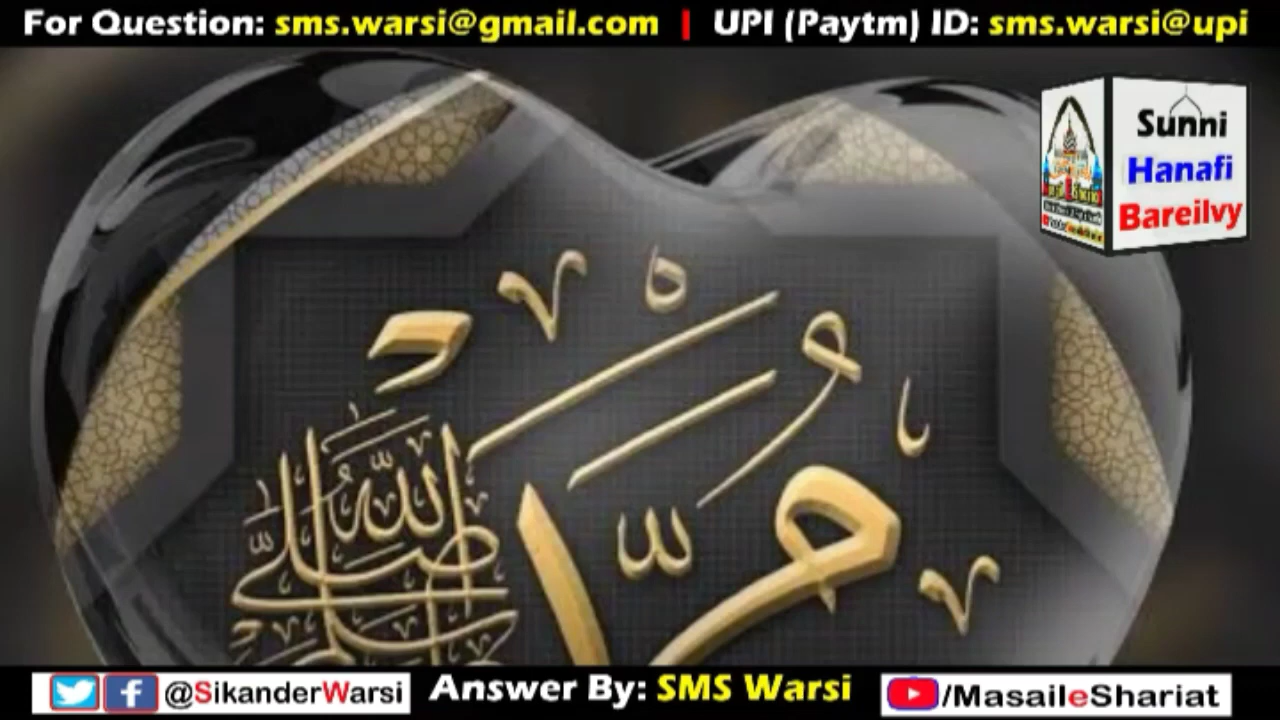 For Question: sms.warsi@gmail.com | UPI (Paytm) ID: sms.warsi@upi
Sunni
Hanafi
Bareilvy
محمد
صلى الله
عليه وسلم
@SikanderWarsi
Answer By: SMS Warsi
/MasaileShariat